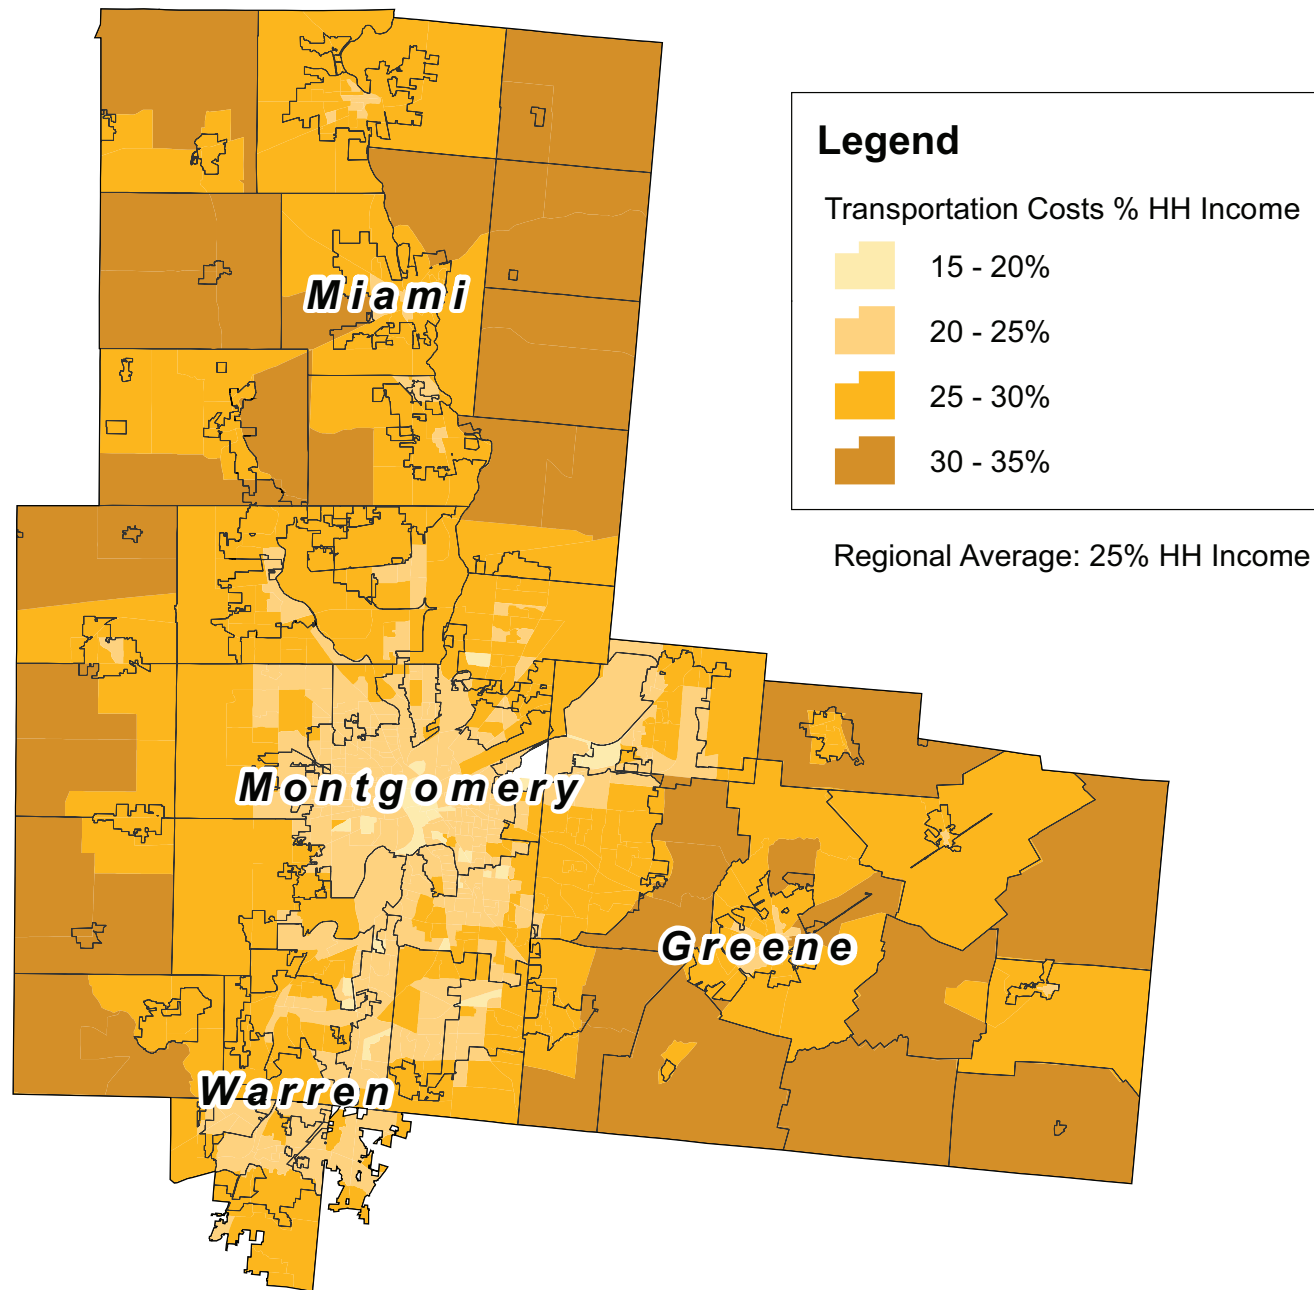 Legend
Transportation Costs % HH Income
15 - 20%
20 - 25%
25 - 30%
30 - 35%
Regional Average: 25% HH Income
Miami
Montgomery
Greene
Warren